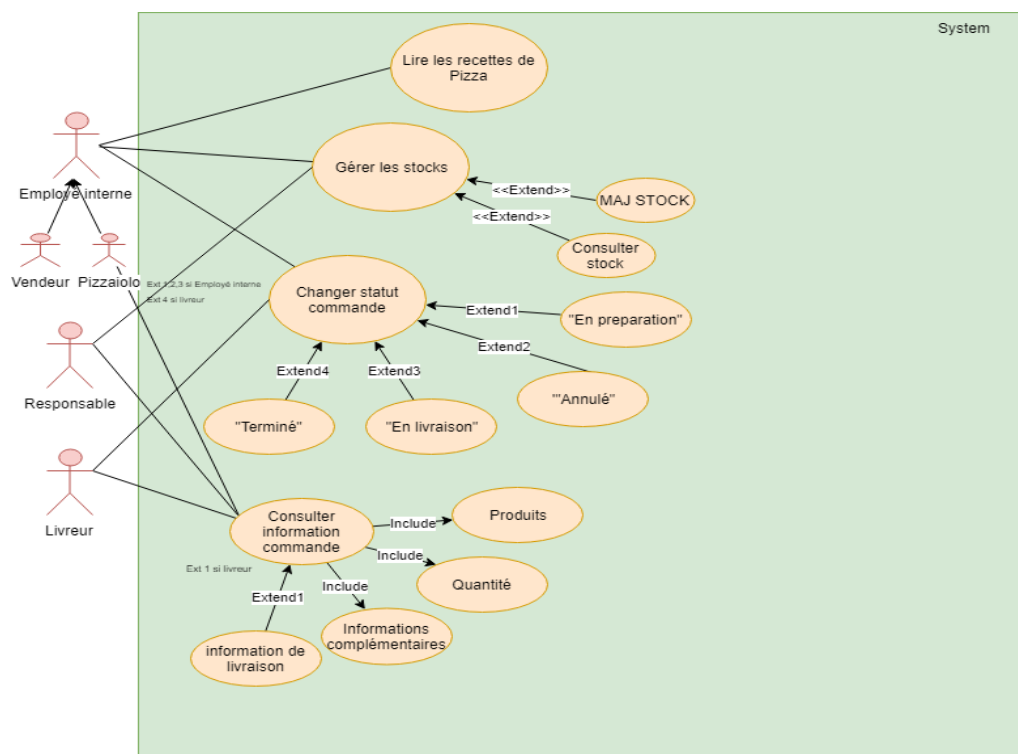 System
Lire les recettes de
Pizza
Employé interne
Gérer les stocks
<<Extend>>
MAJ STOCK
<<Extend>>
Consulter
stock
Vendeur
Pizzaiolo
Ext 1,2,3 si Employé interne
Ext 4 si livreur
Changer statut
commande
Extend1
"En preparation"
Extend2
"'Annulé"
Extend4
Extend3
"Terminé"
"En livraison"
Responsable
Livreur
Consulter
information
commande
Include
Produits
Include
Quantité
Ext 1 si livreur
Extend1
Include
Informations
complémentaires
information de
livraison